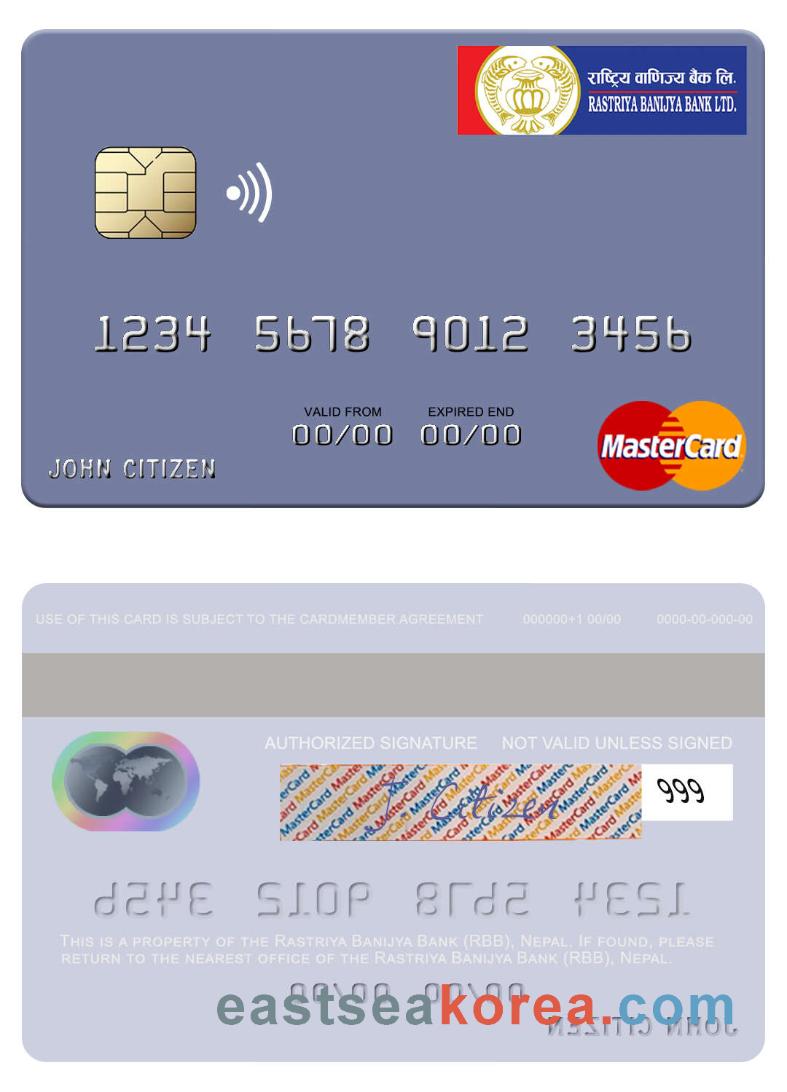 राष्ट्रिय वाणिज्य बैंक लि.
RASTRIYA BANIJYA BANK LTD.
1234 5678 9012 3456
VALID FROM EXPIRED END
00/00 00/00
MasterCard
JOHN CITIZEN
USE OF THIS CARD IS SUBJECT TO THE CARDMEMBER AGREEMENT 000000+1 00/00 0000-00-000-00
AUTHORIZED SIGNATURE NOT VALID UNLESS SIGNED
J. Citizen 999
1234 5678 9012 3456
THIS IS A PROPERTY OF THE RASTRIYA BANIJYA BANK (RBB), NEPAL. IF FOUND, PLEASE
RETURN TO THE NEAREST OFFICE OF THE RASTRIYA BANIJYA BANK (RBB), NEPAL.
00/00 00/00
eastseakorea.com
JOHN CITIZEN